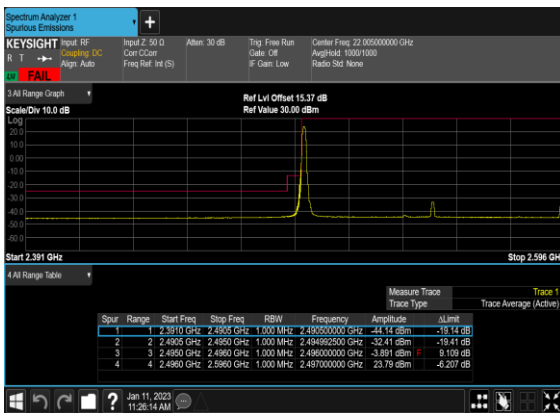 Spectrum Analyzer 1
Spurious Emissions
KEYSIGHT Input: RF Input Z: 50 Ω Atten: 30 dB Trig: Free Run Center Freq: 22.005000000 GHz
R T Coupling: DC Corr CCorr Gate: Off Avg|Hold: 1000/1000
Align: Auto Freq Ref: Int (S) IF Gain: Low Radio Std: None
LV FAIL
3 All Range Graph
Ref Lvl Offset 15.37 dB
Scale/Div 10.0 dB Ref Value 30.00 dBm
Log
20.0
10.0
0.00
-10.0
-20.0
-30.0
-40.0
-50.0
-60.0
Start 2.391 GHz Stop 2.596 GH
4 All Range Table
Measure Trace Trace 1
Trace Type Trace Average (Active)
Spur Range Start Freq Stop Freq RBW Frequency Amplitude ΔLimit
1 1 2.3910 GHz 2.4905 GHz 1.000 MHz 2.490500000 GHz -44.14 dBm -19.14 dB
2 2 2.4905 GHz 2.4950 GHz 1.000 MHz 2.494992500 GHz -32.41 dBm -19.41 dB
3 3 2.4950 GHz 2.4960 GHz 1.000 MHz 2.496000000 GHz -3.891 dBm F 9.109 dB
4 4 2.4960 GHz 2.5960 GHz 1.000 MHz 2.497000000 GHz 23.79 dBm -6.207 dB
Jan 11, 2023
11:26:14 AM